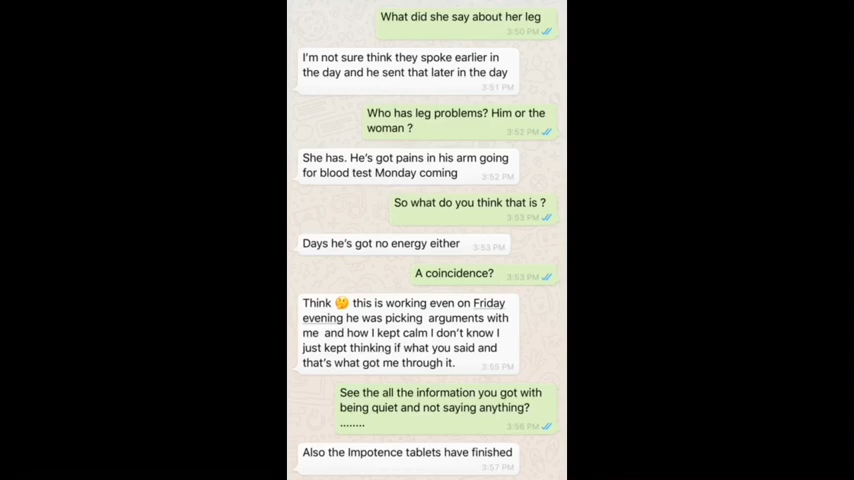 What did she say about her leg
3:50 PM
I'm not sure think they spoke earlier in
the day and he sent that later in the day
3:51 PM
Who has leg problems? Him or the
woman ?
3:52 PM
She has. He's got pains in his arm going
for blood test Monday coming
3:52 PM
So what do you think that is ?
3:53 PM
Days he's got no energy either
3:53 PM
A coincidence?
3:53 PM
Think 🤔 this is working even on Friday
evening he was picking arguments with
me and how I kept calm I don't know I
just kept thinking if what you said and
that's what got me through it.
3:55 PM
See the all the information you got with
being quiet and not saying anything?
........
3:56 PM
Also the Impotence tablets have finished
3:57 PM